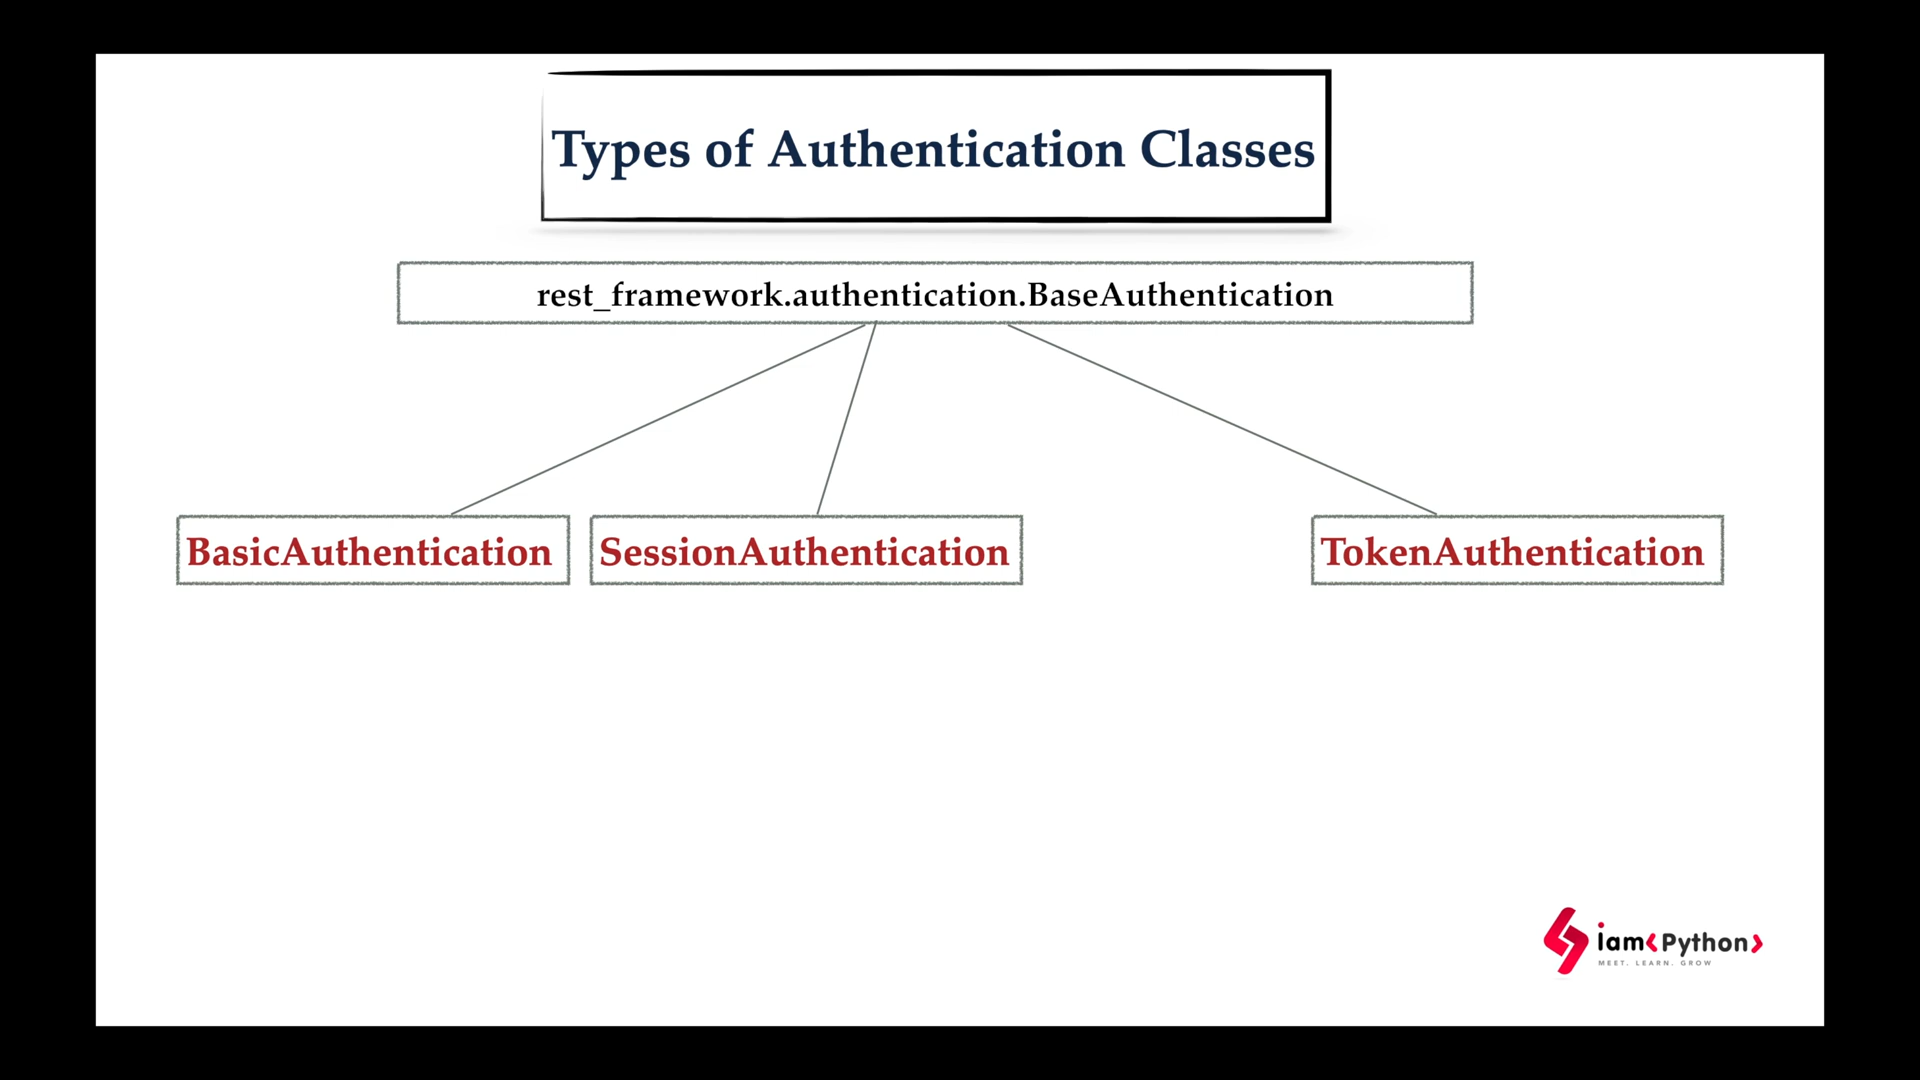 Types of Authentication Classes
rest_framework.authentication.BaseAuthentication
BasicAuthentication
SessionAuthentication
TokenAuthentication
iam<Python>
MEET. LEARN. GROW